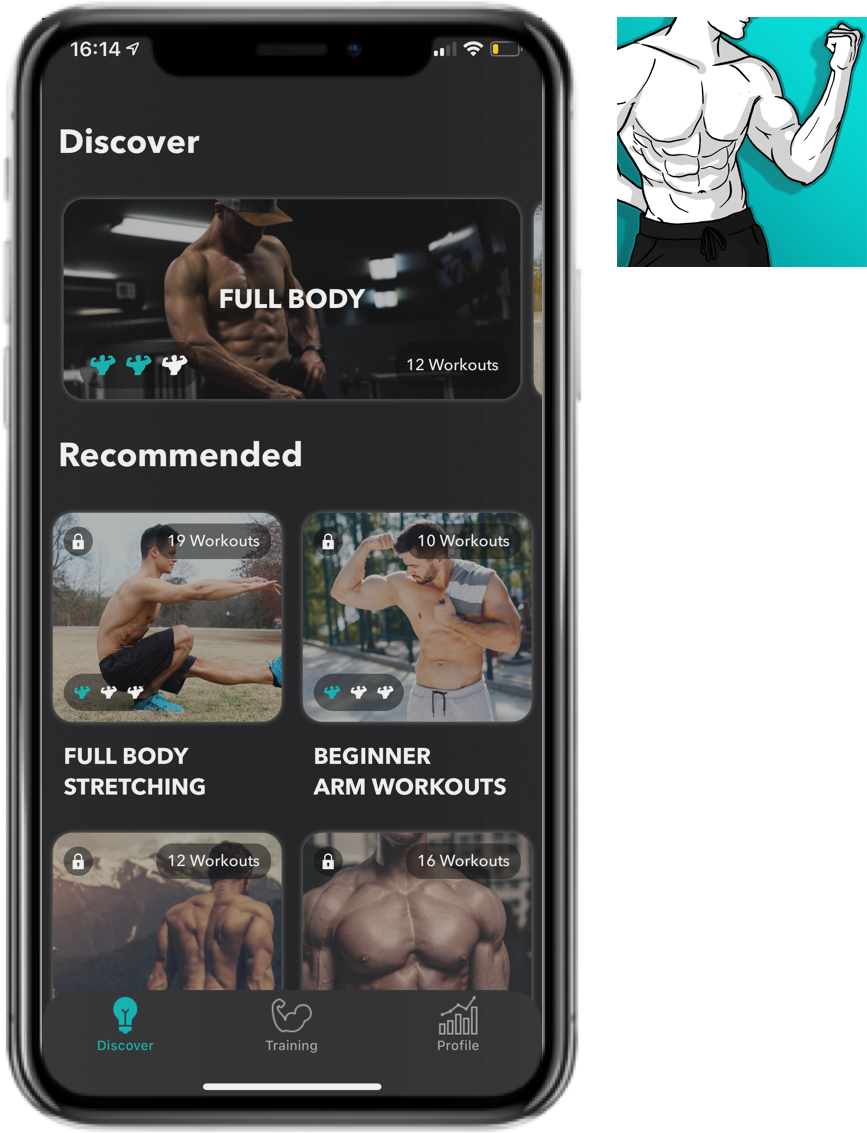 16:14
Discover
FULL BODY
12 Workouts
Recommended
19 Workouts
10 Workouts
FULL BODY
STRETCHING
BEGINNER
ARM WORKOUTS
12 Workouts
16 Workouts
Discover
Training
Profile